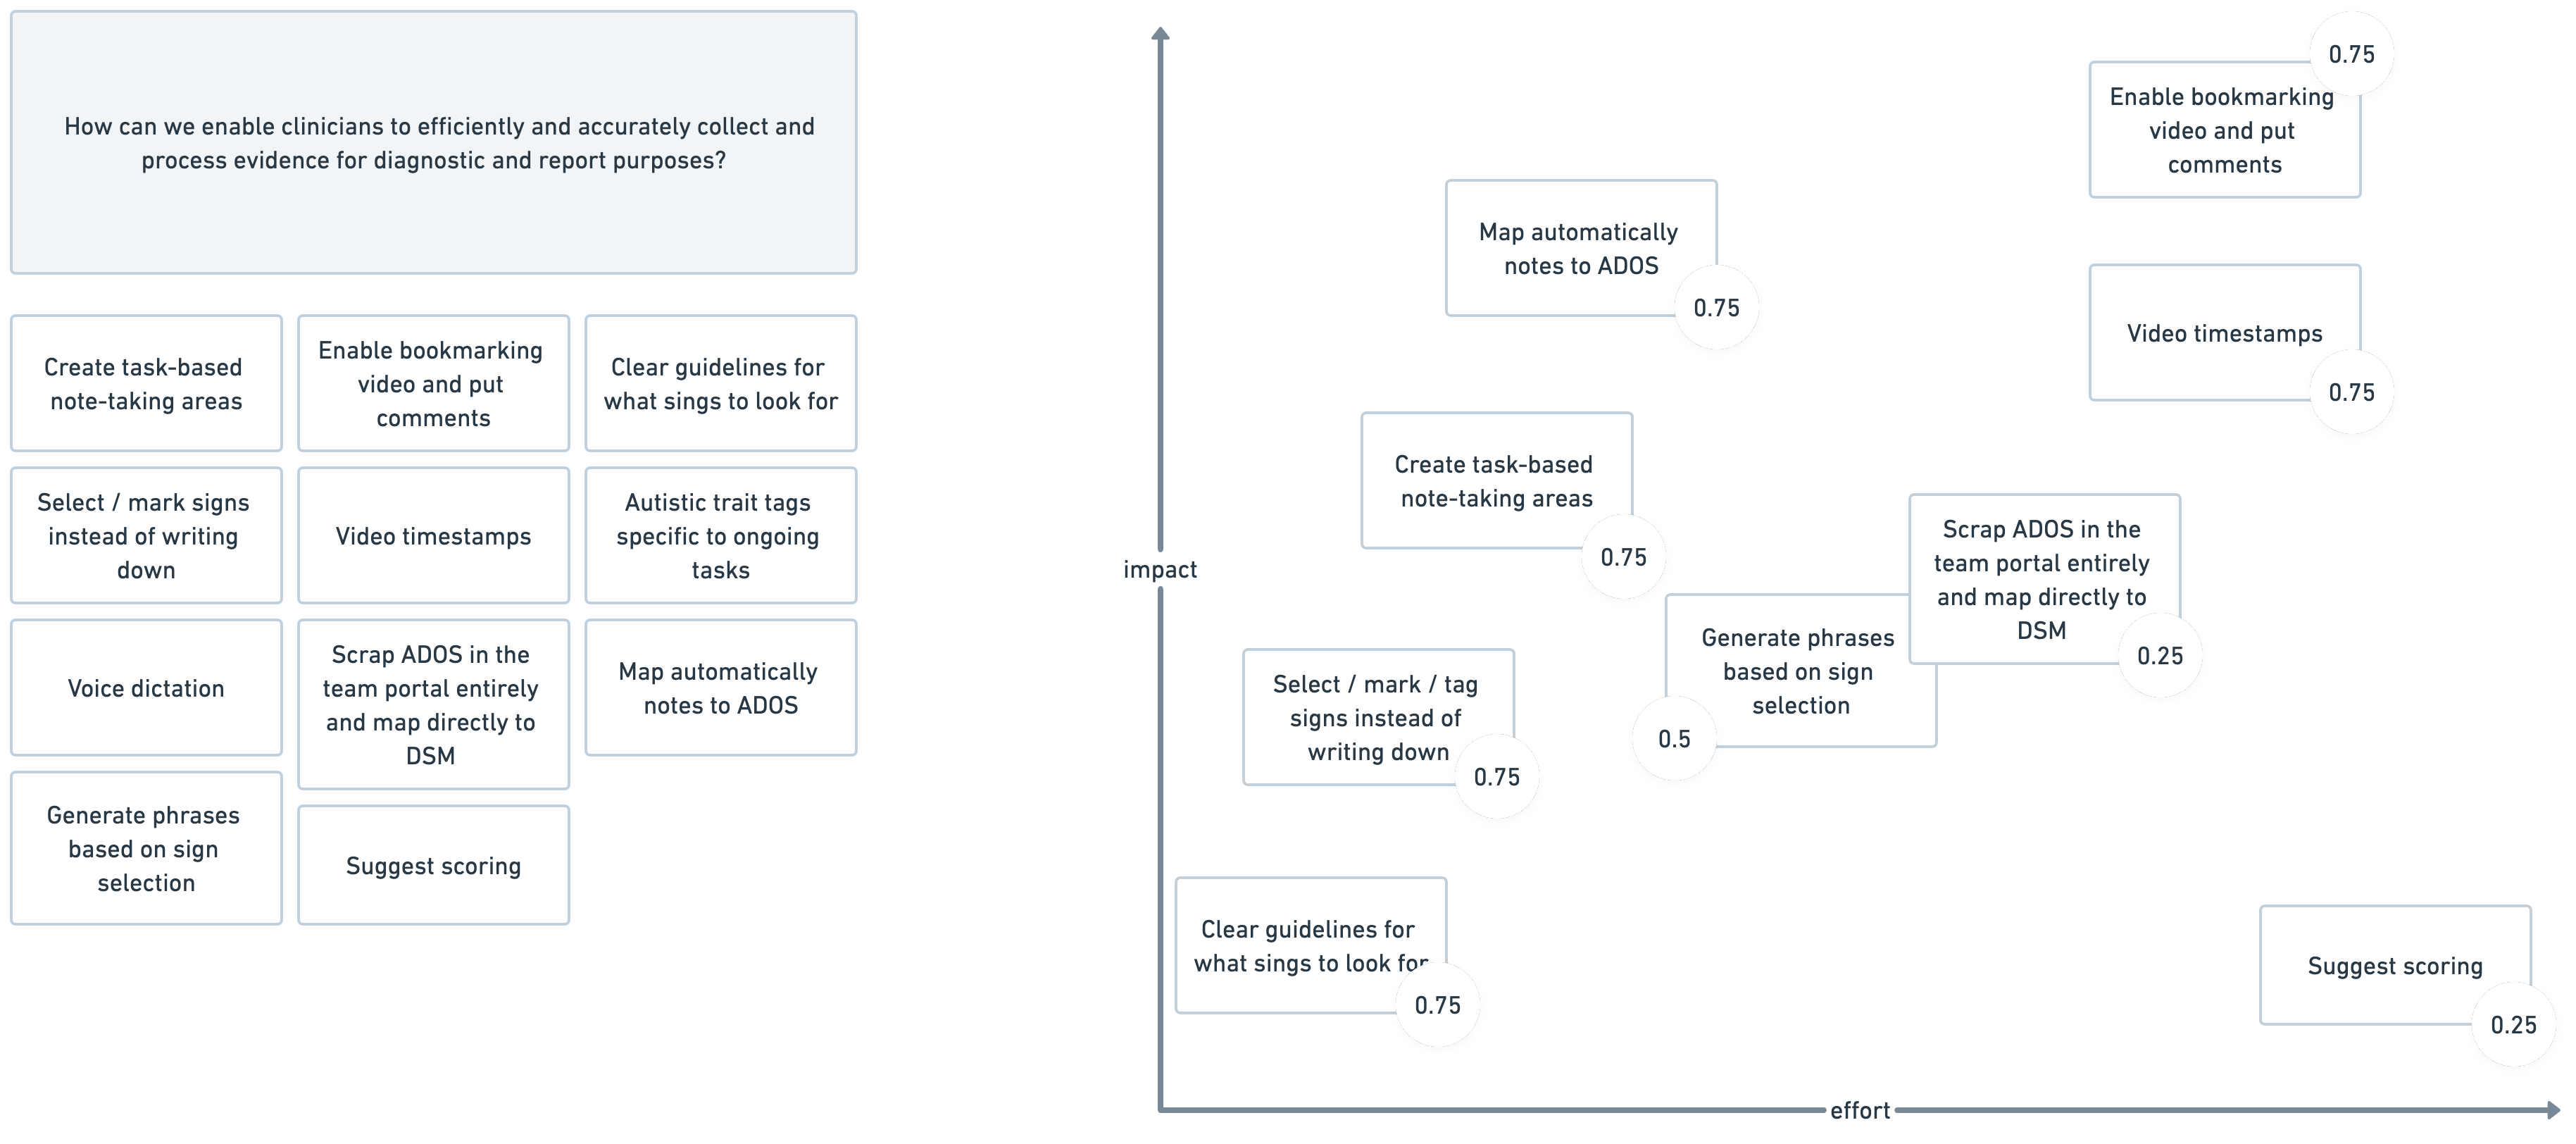 How can we enable clinicians to efficiently and accurately collect and
process evidence for diagnostic and report purposes?
Create task-based
note-taking areas
Enable bookmarking
video and put
comments
Clear guidelines for
what sings to look for
Select / mark signs
instead of writing
down
Video timestamps
Autistic trait tags
specific to ongoing
tasks
Voice dictation
Scrap ADOS in the
team portal entirely
and map directly to
DSM
Map automatically
notes to ADOS
Generate phrases
based on sign
selection
Suggest scoring
impact
effort
0.75
Enable bookmarking
video and put
comments
Map automatically
notes to ADOS
0.75
Video timestamps
0.75
Create task-based
note-taking areas
0.75
Scrap ADOS in the
team portal entirely
and map directly to
DSM
0.25
Generate phrases
based on sign
selection
0.5
Select / mark / tag
signs instead of
writing down
0.75
Clear guidelines for
what sings to look for
0.75
Suggest scoring
0.25